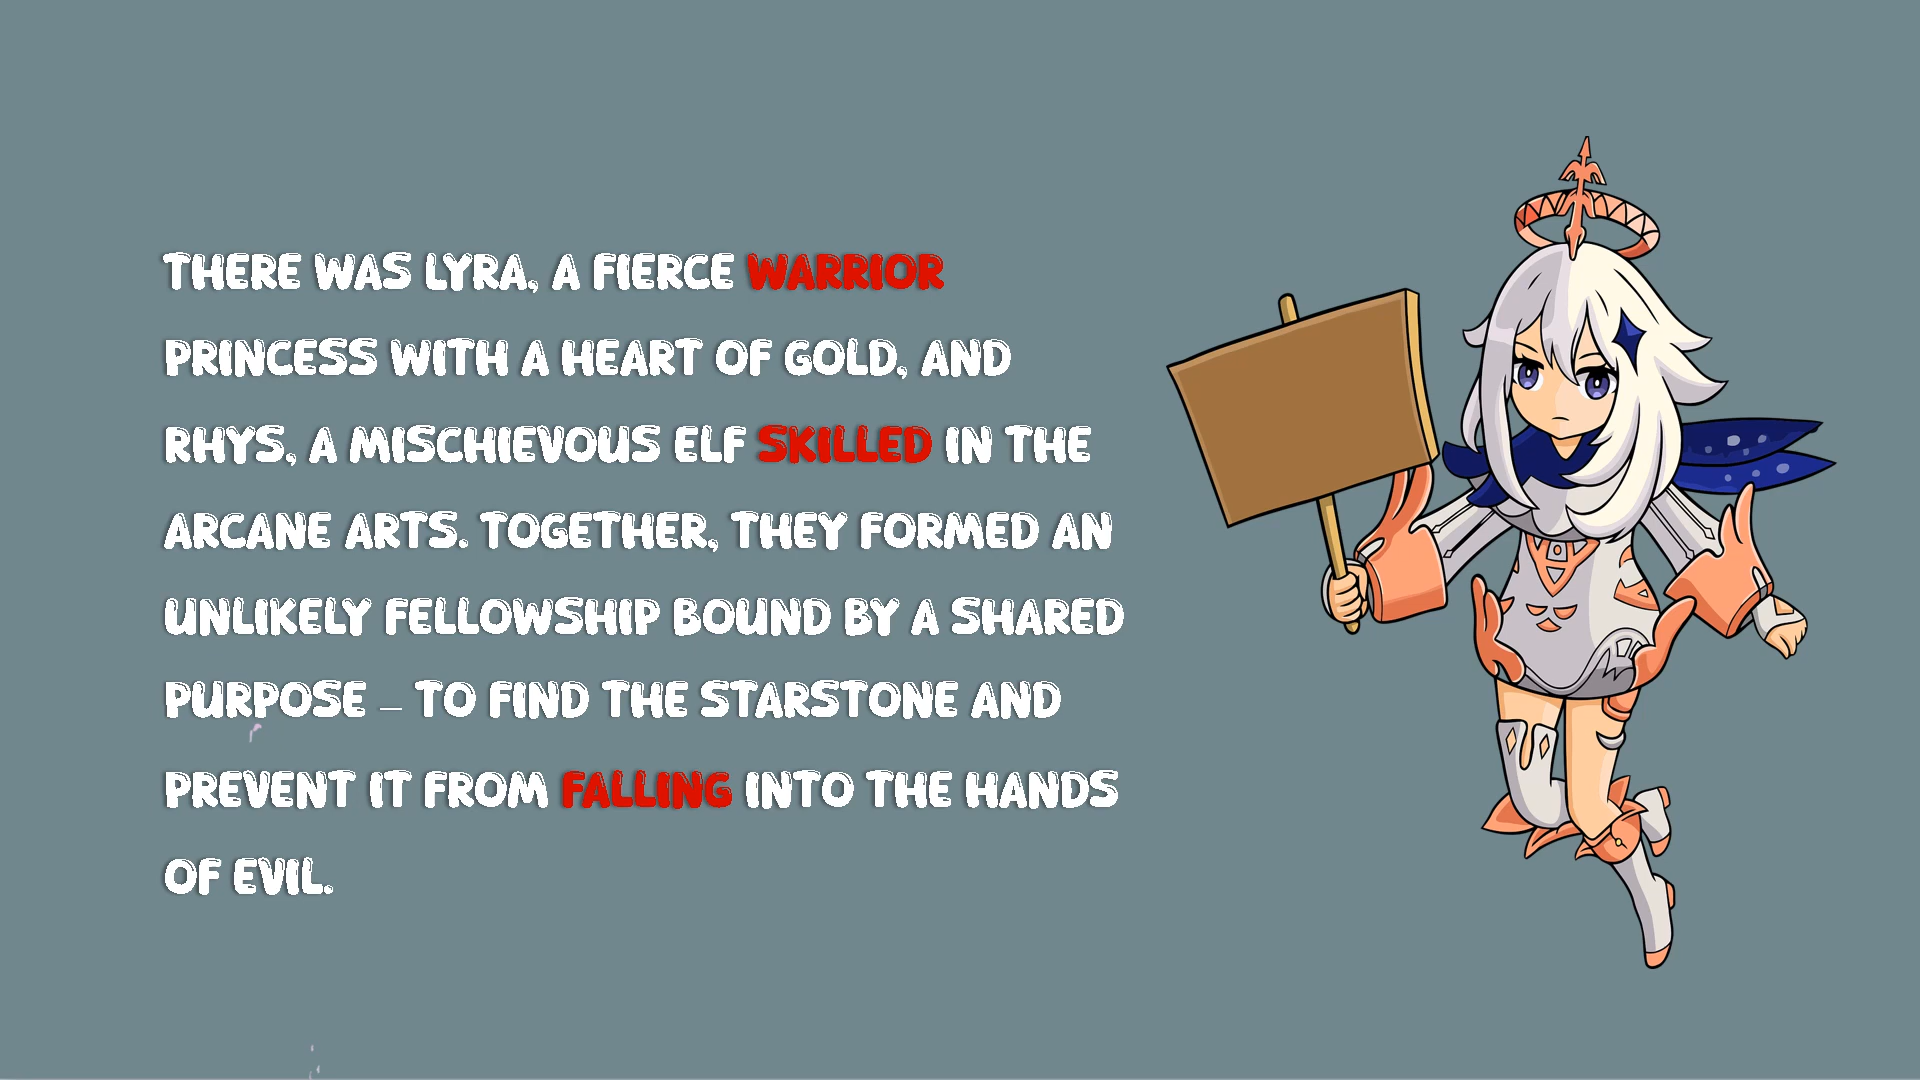 THERE WAS LYRA, A FIERCE WARRIOR
PRINCESS WITH A HEART OF GOLD, AND
RHYS, A MISCHIEVOUS ELF SKILLED IN THE
ARCANE ARTS. TOGETHER, THEY FORMED AN
UNLIKELY FELLOWSHIP BOUND BY A SHARED
PURPOSE – TO FIND THE STARSTONE AND
PREVENT IT FROM FALLING INTO THE HANDS
OF EVIL.